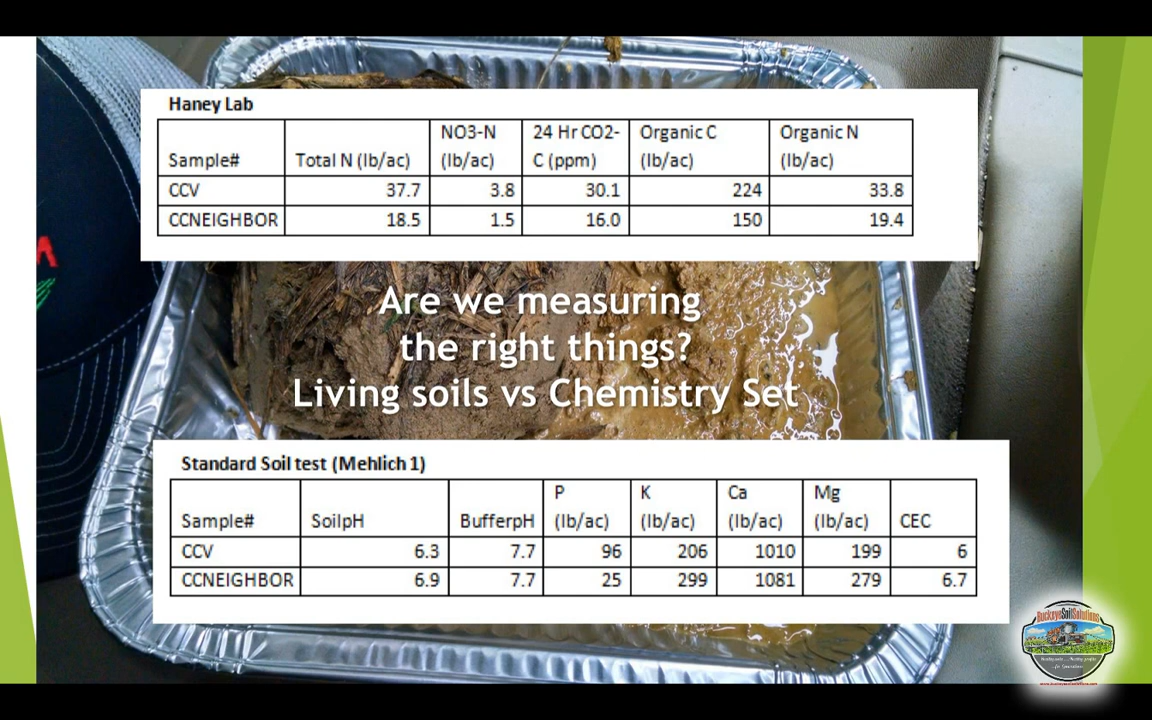 Haney Lab
Sample# Total N (lb/ac) NO3-N (lb/ac) 24 Hr CO2-C (ppm) Organic C (lb/ac) Organic N (lb/ac)
CCV 37.7 3.8 30.1 224 33.8
CCNEIGHBOR 18.5 1.5 16.0 150 19.4
Are we measuring
the right things?
Living soils vs Chemistry Set
Standard Soil test (Mehlich 1)
Sample# SoilpH BufferpH P (lb/ac) K (lb/ac) Ca (lb/ac) Mg (lb/ac) CEC
CCV 6.3 7.7 96 206 1010 199 6
CCNEIGHBOR 6.9 7.7 25 299 1081 279 6.7
BuckeyeSoilSolutions